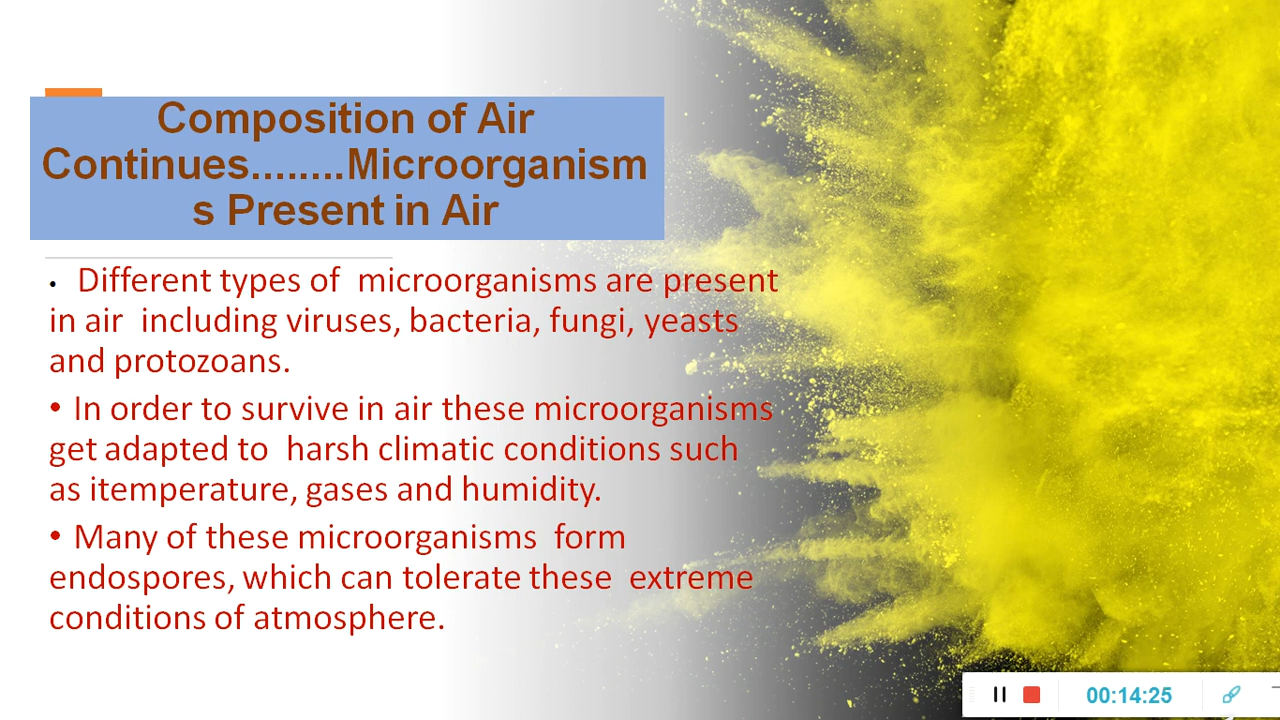 Composition of Air
Continues........Microorganism
s Present in Air
• Different types of microorganisms are present
in air including viruses, bacteria, fungi, yeasts
and protozoans.
• In order to survive in air these microorganisms
get adapted to harsh climatic conditions such
as itemperature, gases and humidity.
• Many of these microorganisms form
endospores, which can tolerate these extreme
conditions of atmosphere.
00:14:25